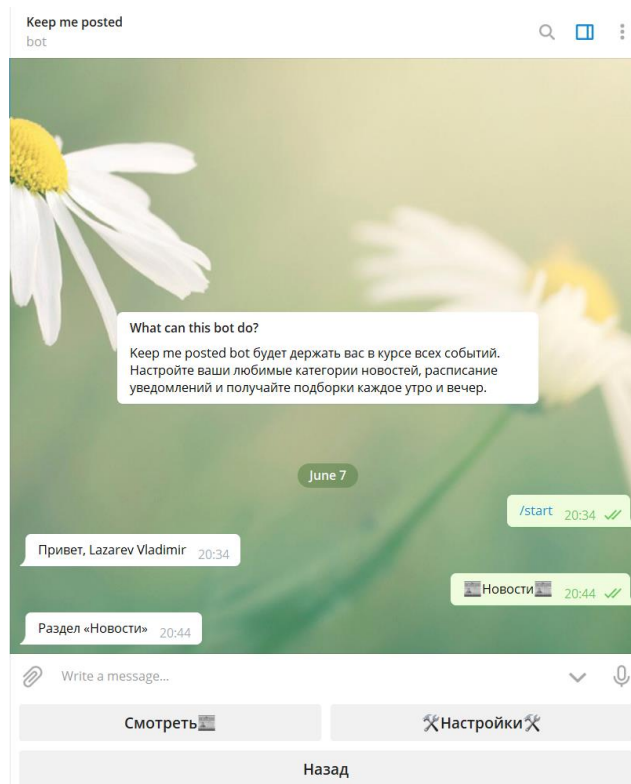 Keep me posted
bot
What can this bot do?
Keep me posted bot будет держать вас в курсе всех событий.
Настройте ваши любимые категории новостей, расписание
уведомлений и получайте подборки каждое утро и вечер.
June 7
/start 20:34
Привет, Lazarev Vladimir 20:34
📰Новости📰 20:44
Раздел «Новости» 20:44
Write a message...
Смотреть📰
🛠Настройки🛠
Назад